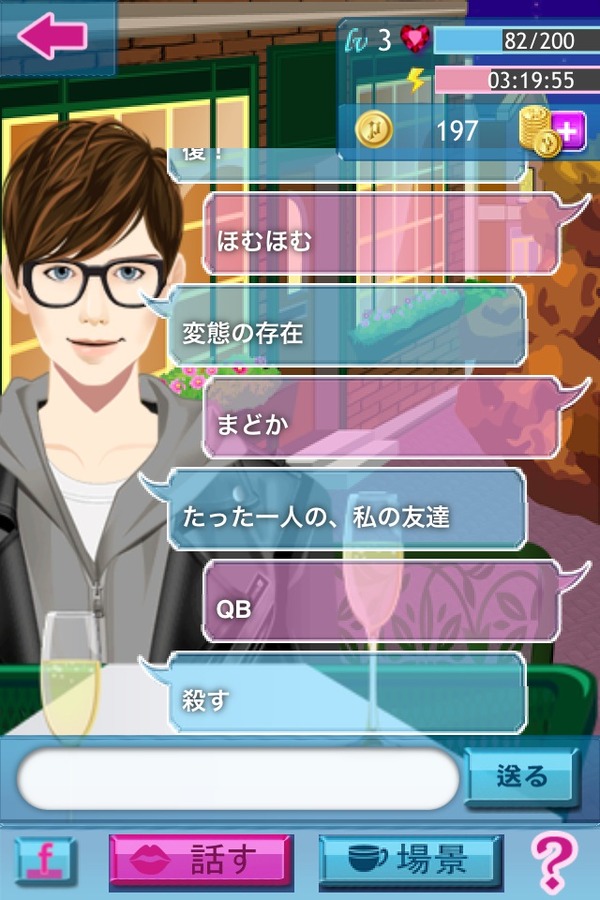 lv 3
82/200
03:19:55
197
復!
ほむほむ
変態の存在
まどか
たった一人の、私の友達
QB
殺す
送る
f
話す
場景
?